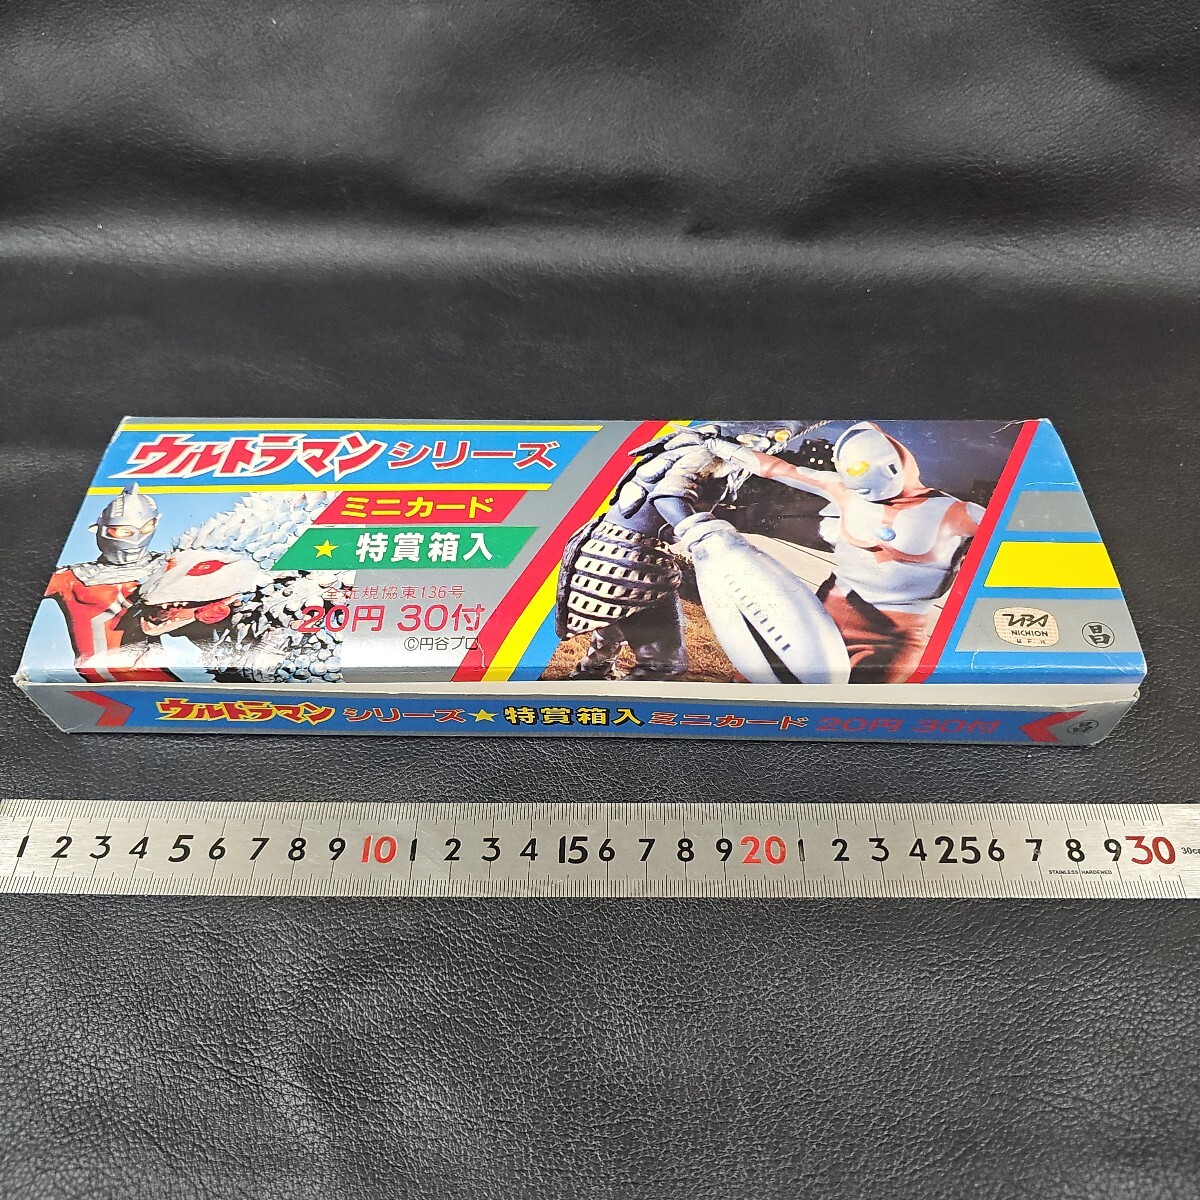 ウルトラマンシリーズ
ミニカード
★ 特賞箱入
全玩規協東136号
20円 30付
©円谷プロ
TBS
NICHION
昌
ウルトラマンシリーズ★特賞箱入ミニカード 20円 30付
1 2 3 4 5 6 7 8 9 10 1 2 3 4 15 6 7 8 9 20 1 2 3 4 25 6 7 8 9 30 30cm
STAINLESS HARDENED